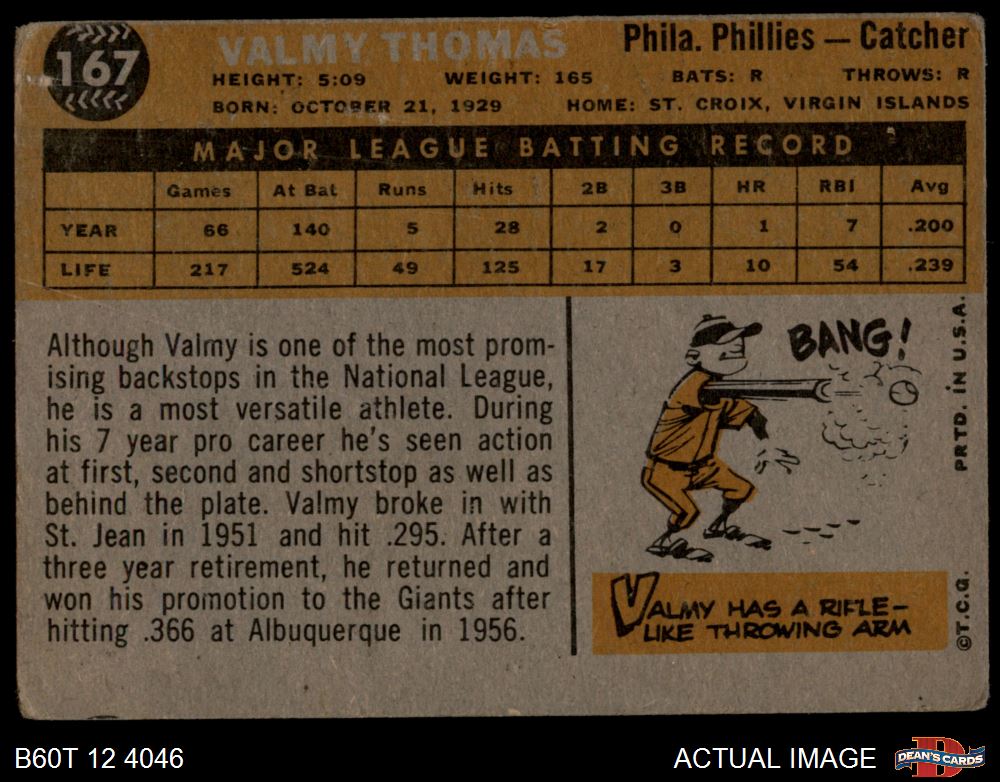 167
VALMY THOMAS
Phila. Phillies — Catcher
HEIGHT: 5:09 WEIGHT: 165 BATS: R THROWS: R
BORN: OCTOBER 21, 1929 HOME: ST. CROIX, VIRGIN ISLANDS
MAJOR LEAGUE BATTING RECORD
Games At Bat Runs Hits 2B 3B HR RBI Avg
YEAR 66 140 5 28 2 0 1 7 .200
LIFE 217 524 49 125 17 3 10 54 .239
Although Valmy is one of the most prom-
ising backstops in the National League,
he is a most versatile athlete. During
his 7 year pro career he's seen action
at first, second and shortstop as well as
behind the plate. Valmy broke in with
St. Jean in 1951 and hit .295. After a
three year retirement, he returned and
won his promotion to the Giants after
hitting .366 at Albuquerque in 1956.
BANG!
VALMY HAS A RIFLE-
LIKE THROWING ARM
PRTD. IN U.S.A.
©T.C.G.
B60T 12 4046
ACTUAL IMAGE
D
DEAN'S CARDS